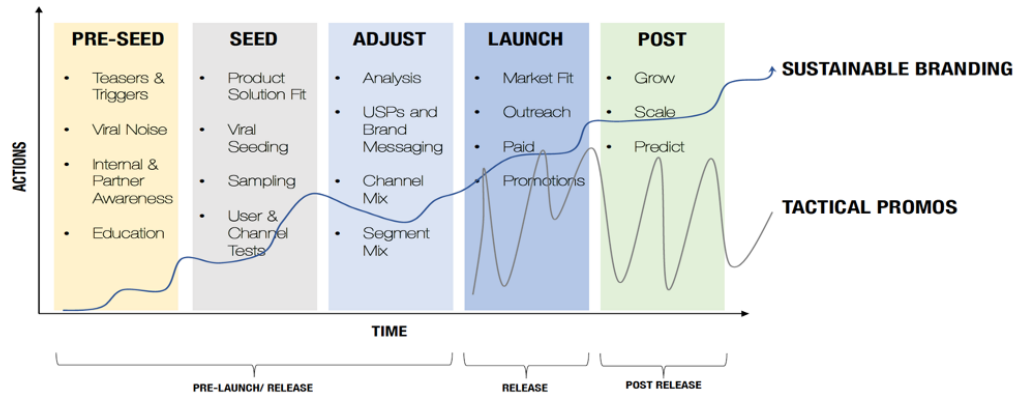 PRE-SEED
Teasers &
Triggers
Viral Noise
Internal &
Partner
Awareness
Education
SEED
Product
Solution Fit
Viral
Seeding
Sampling
User &
Channel
Tests
ADJUST
Analysis
USPs and
Brand
Messaging
Channel
Mix
Segment
Mix
LAUNCH
Market Fit
Outreach
Paid
Promotions
POST
Grow
Scale
Predict
SUSTAINABLE BRANDING
TACTICAL PROMOS
ACTIONS
TIME
PRE-LAUNCH/ RELEASE
RELEASE
POST RELEASE